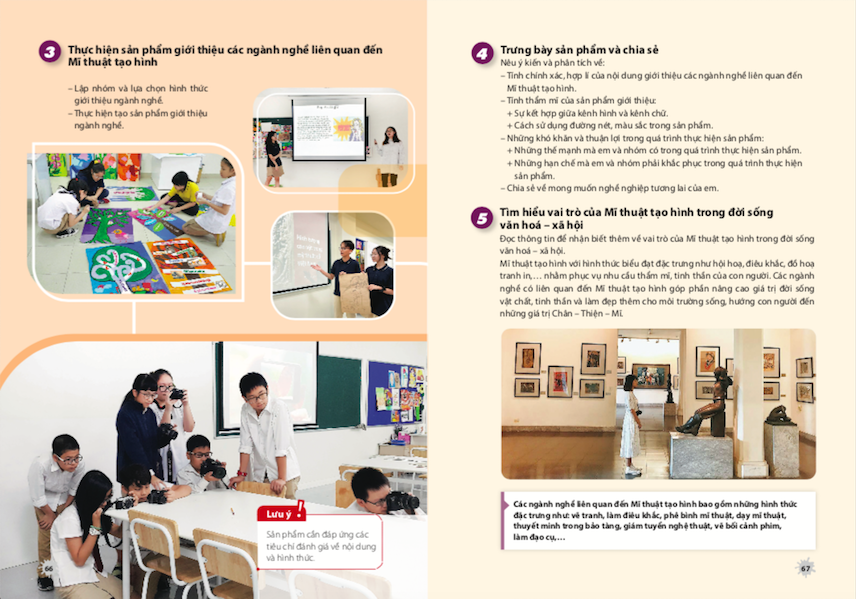 3 Thực hiện sản phẩm giới thiệu các ngành nghề liên quan đến
Mĩ thuật tạo hình
– Lập nhóm và lựa chọn hình thức
giới thiệu ngành nghề.
– Thực hiện tạo sản phẩm giới thiệu
ngành nghề.
Lưu ý !
Sản phẩm cần đáp ứng các
tiêu chí đánh giá về nội dung
và hình thức.
66
4 Trưng bày sản phẩm và chia sẻ
Nêu ý kiến và phân tích về:
– Tính chính xác, hợp lí của nội dung giới thiệu các ngành nghề liên quan đến
Mĩ thuật tạo hình.
– Tính thẩm mĩ của sản phẩm giới thiệu:
+ Sự kết hợp giữa kênh hình và kênh chữ.
+ Cách sử dụng đường nét, màu sắc trong sản phẩm.
– Những khó khăn và thuận lợi trong quá trình thực hiện sản phẩm:
+ Những thế mạnh mà em và nhóm có trong quá trình thực hiện sản phẩm.
+ Những hạn chế mà em và nhóm phải khắc phục trong quá trình thực hiện
sản phẩm.
– Chia sẻ về mong muốn nghề nghiệp tương lai của em.
5 Tìm hiểu vai trò của Mĩ thuật tạo hình trong đời sống
văn hoá – xã hội
Đọc thông tin để nhận biết thêm về vai trò của Mĩ thuật tạo hình trong đời sống
văn hoá – xã hội.
Mĩ thuật tạo hình với hình thức biểu đạt đặc trưng như hội hoạ, điêu khắc, đồ hoạ
tranh in,... nhằm phục vụ nhu cầu thẩm mĩ, tinh thần của con người. Các ngành
nghề có liên quan đến Mĩ thuật tạo hình góp phần nâng cao giá trị đời sống
vật chất, tinh thần và làm đẹp thêm cho môi trường sống, hướng con người đến
những giá trị Chân – Thiện – Mĩ.
Các ngành nghề liên quan đến Mĩ thuật tạo hình bao gồm những hình thức
đặc trưng như: vẽ tranh, làm điêu khắc, phê bình mĩ thuật, dạy mĩ thuật,
thuyết minh trong bảo tàng, giám tuyển nghệ thuật, vẽ bối cảnh phim,
làm đạo cụ,...
67